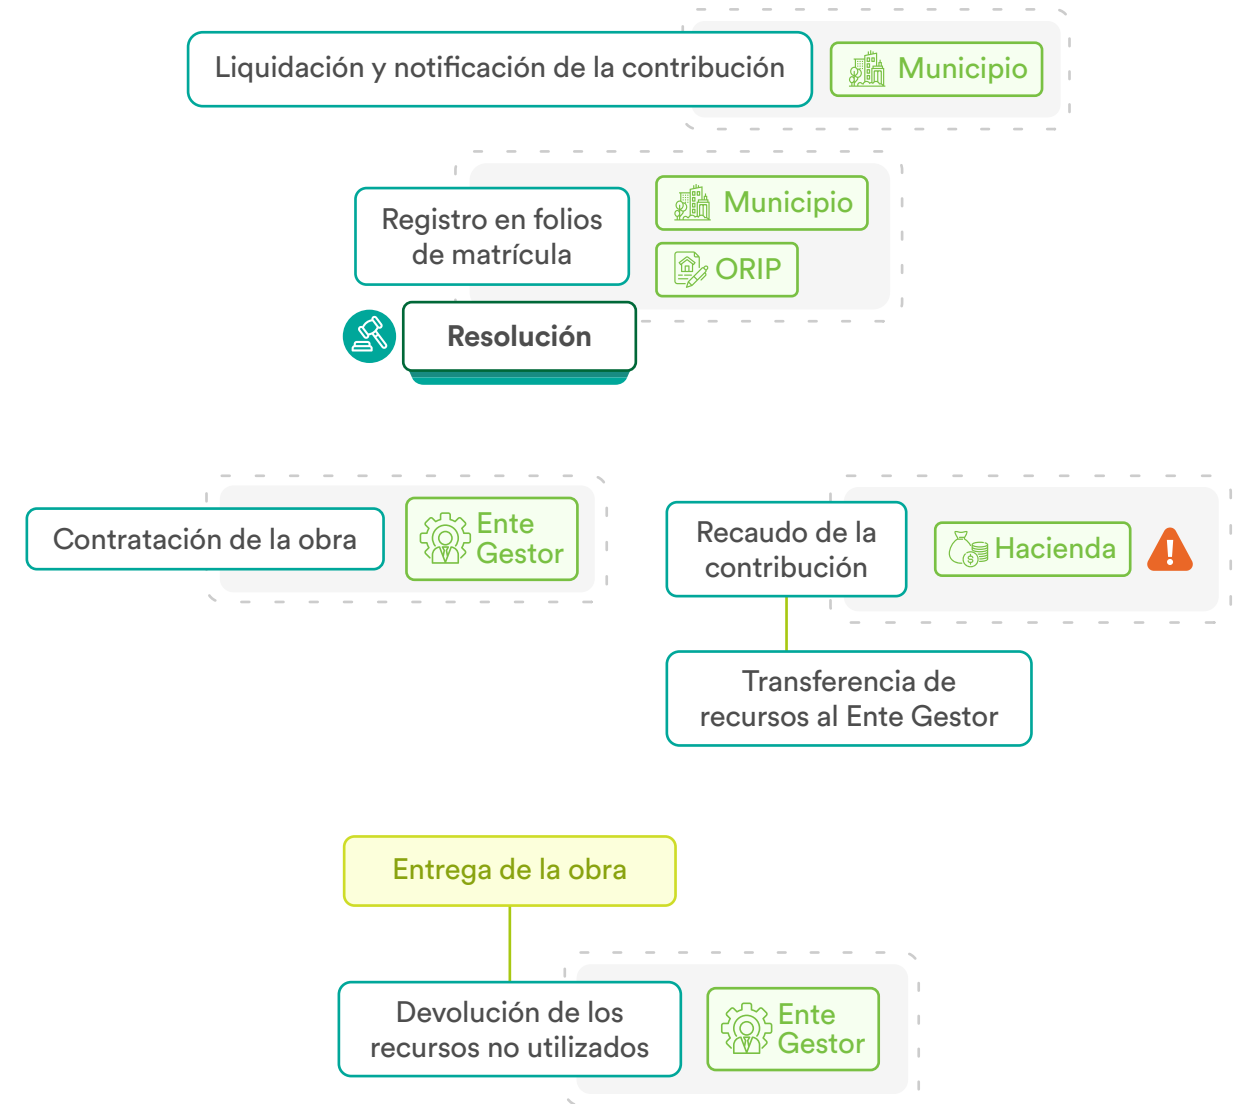 Liquidación y notificación de la contribución
Municipio
Registro en folios
de matrícula
Municipio
ORIP
Resolución
Contratación de la obra
Ente
Gestor
Recaudo de la
contribución
Hacienda
Transferencia de
recursos al Ente Gestor
Entrega de la obra
Devolución de los
recursos no utilizados
Ente
Gestor